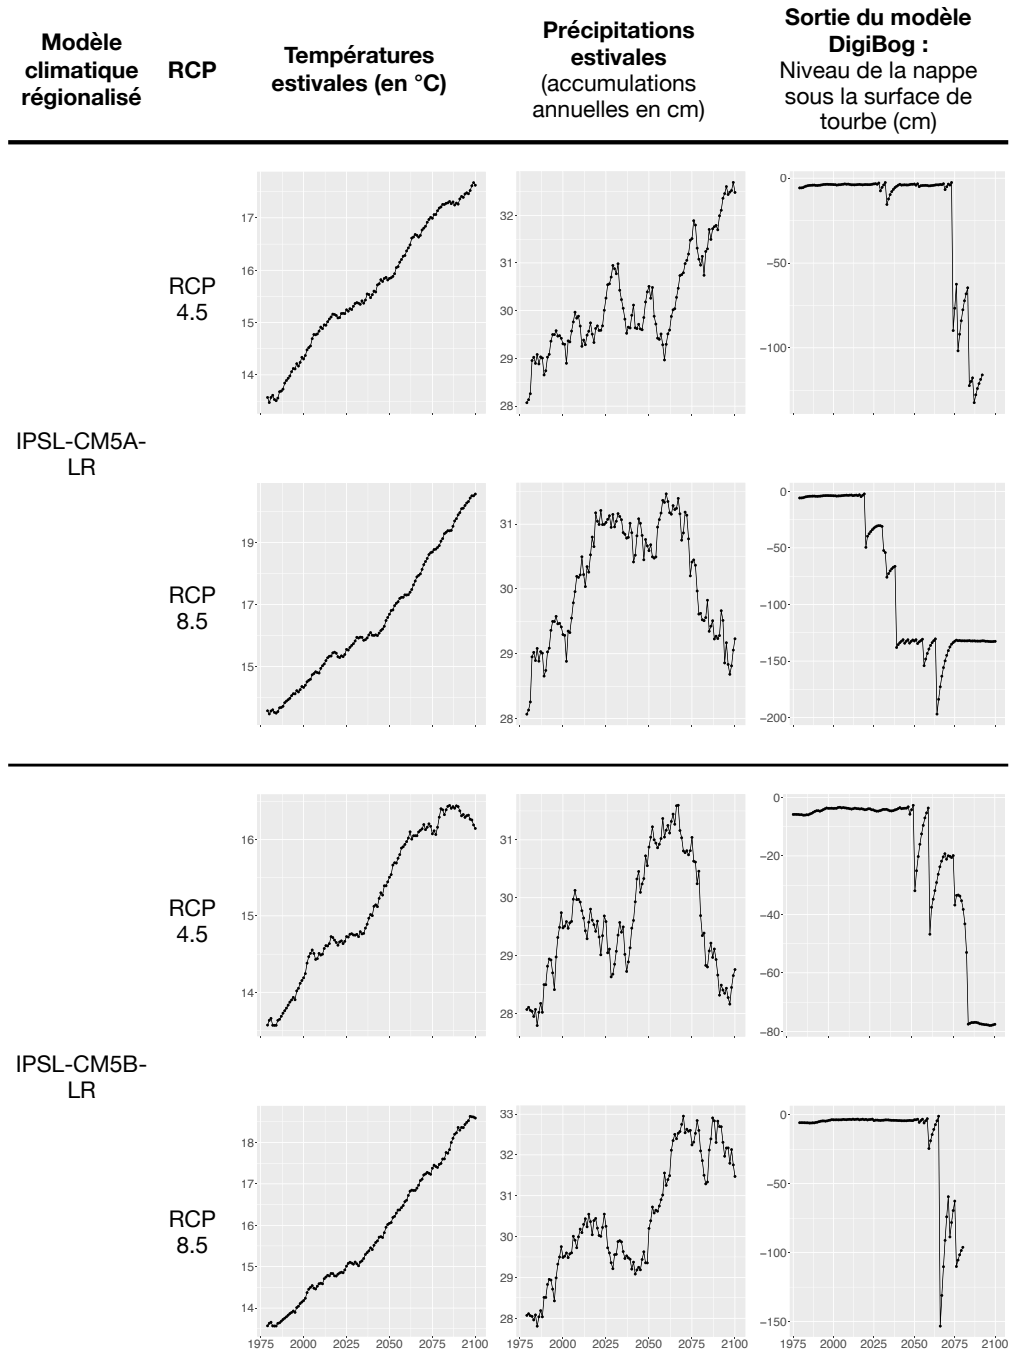 Modèle
climatique
régionalisé
RCP
Températures
estivales (en °C)
Précipitations
estivales
(accumulations
annuelles en cm)
Sortie du modèle
DigiBog :
Niveau de la nappe
sous la surface de
tourbe (cm)
IPSL-CM5A-
LR
RCP
4.5
17
16
15
14
32
31
30
29
28
0
−50
−100
RCP
8.5
19
17
15
31
30
29
28
0
−50
−100
−150
−200
IPSL-CM5B-
LR
RCP
4.5
16
15
14
31
30
29
28
0
−20
−40
−60
−80
RCP
8.5
18
17
16
15
14
33
32
31
30
29
28
0
−50
−100
−150
1975 2000 2025 2050 2075 2100
1975 2000 2025 2050 2075 2100
1975 2000 2025 2050 2075 2100